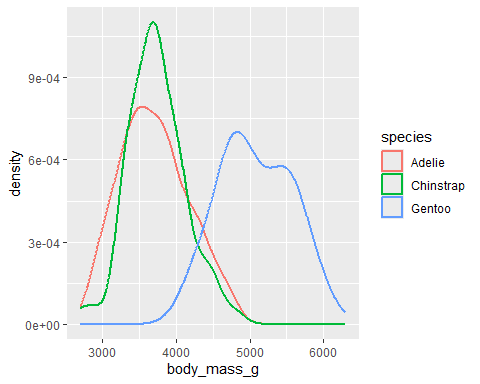 density
9e-04
6e-04
3e-04
0e+00
3000 4000 5000 6000
body_mass_g
species
Adelie
Chinstrap
Gentoo